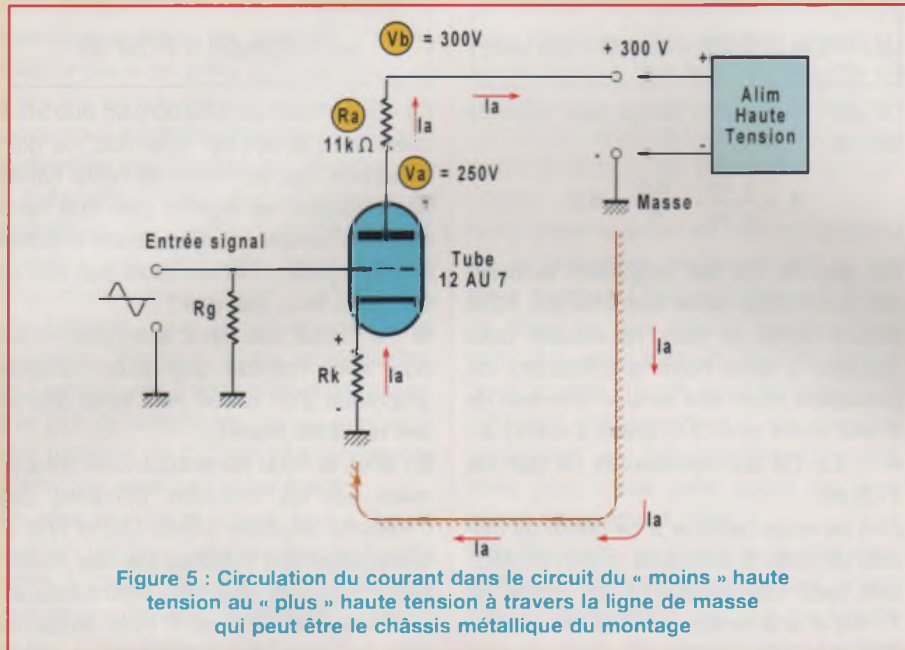 Vb = 300V
+ 300 V
+
Alim
Haute
Tension
-
-
Ia
Ia
Ra
11k Ω
Va = 250V
Masse
Entrée signal
Tube
12 AU 7
Rg
+
Rk
-
Ia
Ia
Ia
Ia
Figure 5 : Circulation du courant dans le circuit du « moins » haute
tension au « plus » haute tension à travers la ligne de masse
qui peut être le châssis métallique du montage